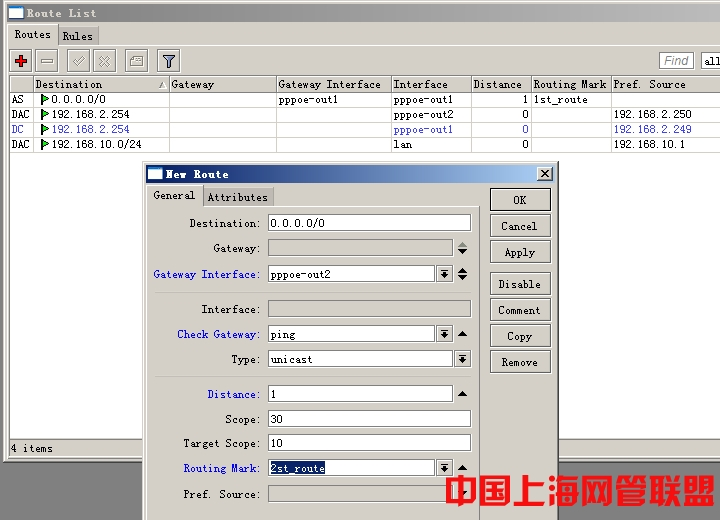 Route List
Routes Rules
Find all
Destination Gateway Gateway Interface Interface Distance Routing Mark Pref. Source
AS 0.0.0.0/0 pppoe-out1 pppoe-out1 1 1st_route
DAC 192.168.2.254 pppoe-out2 0 192.168.2.250
DC 192.168.2.254 pppoe-out1 0 192.168.2.249
DAC 192.168.10.0/24 lan 0 192.168.10.1
New Route
General Attributes
Destination: 0.0.0.0/0
Gateway:
Gateway Interface: pppoe-out2
Interface:
Check Gateway: ping
Type: unicast
Distance: 1
Scope: 30
Target Scope: 10
Routing Mark: 2st_route
Pref. Source:
OK
Cancel
Apply
Disable
Comment
Copy
Remove
4 items
中国上海网管联盟